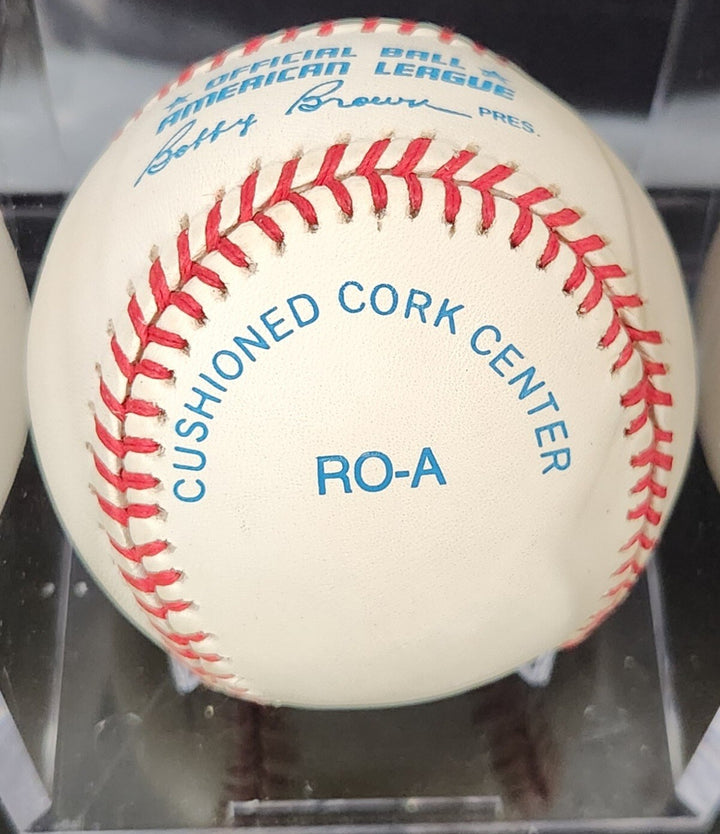 ★ OFFICIAL BALL ★
AMERICAN LEAGUE
Bobby Brown PRES.
CUSHIONED CORK CENTER
RO-A